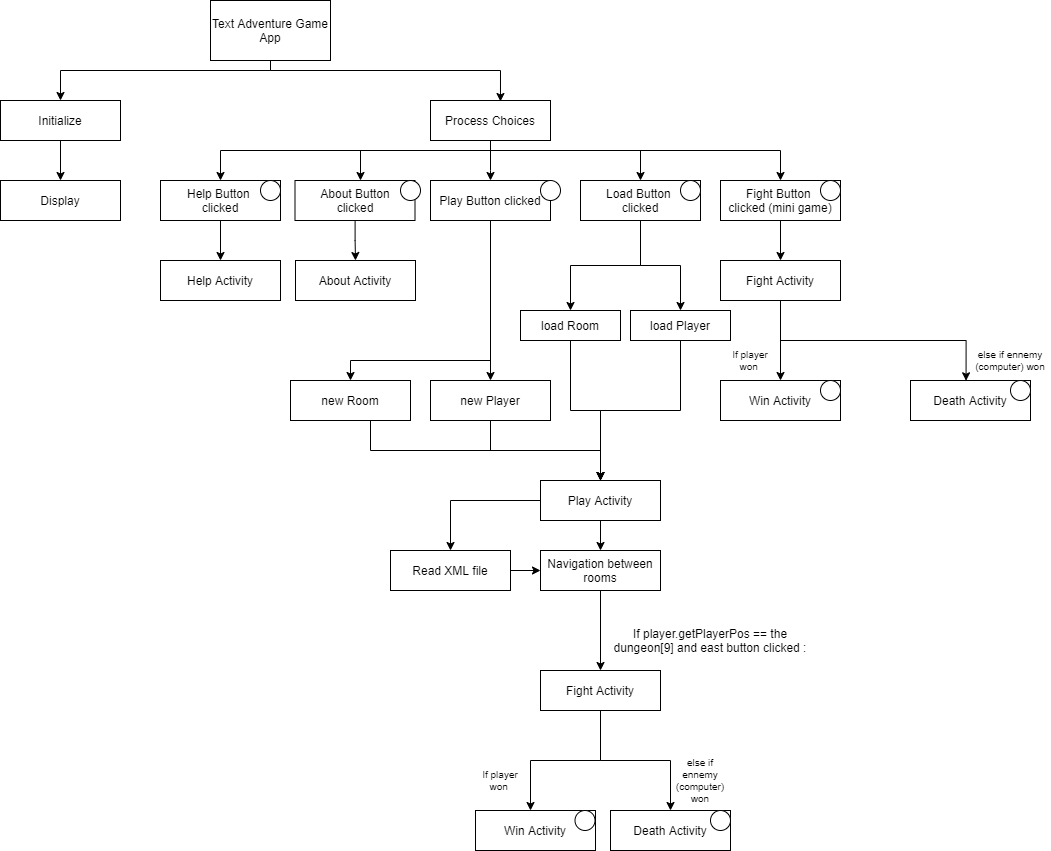 Text Adventure Game
App
Initialize
Process Choices
Display
Help Button
clicked
About Button
clicked
Play Button clicked
Load Button
clicked
Fight Button
clicked (mini game)
Help Activity
About Activity
Fight Activity
load Room
load Player
If player
won
else if ennemy
(computer) won
new Room
new Player
Win Activity
Death Activity
Play Activity
Read XML file
Navigation between
rooms
If player.getPlayerPos == the
dungeon[9] and east button clicked :
Fight Activity
If player
won
else if
ennemy
(computer)
won
Win Activity
Death Activity